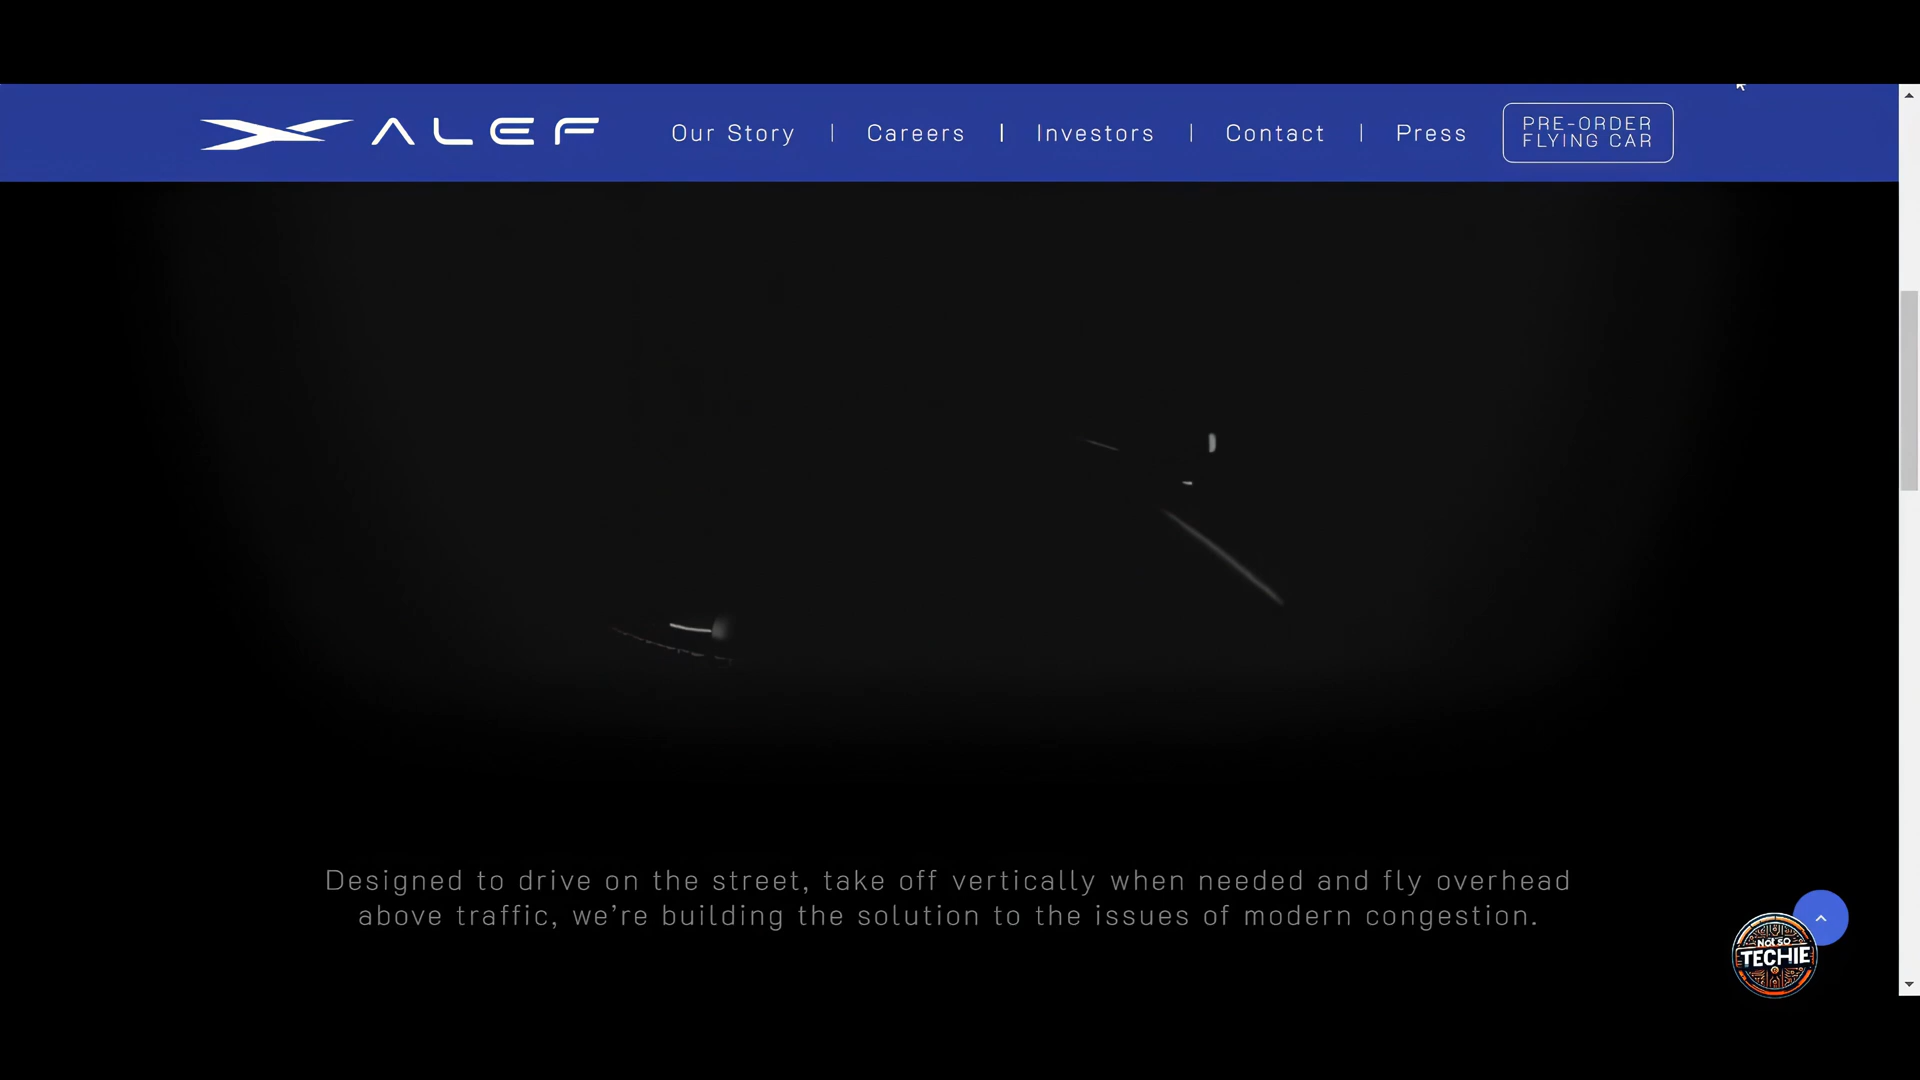 ALEF
Our Story | Careers | Investors | Contact | Press
PRE-ORDER
FLYING CAR
Designed to drive on the street, take off vertically when needed and fly overhead
above traffic, we’re building the solution to the issues of modern congestion.
NOt SO
TECHIE